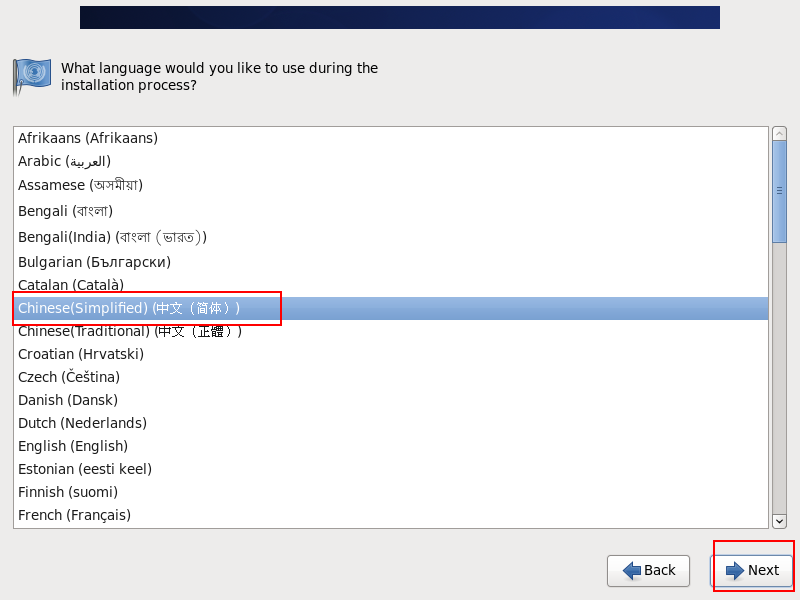 What language would you like to use during the
installation process?
Afrikaans (Afrikaans)
Arabic (العربية)
Assamese (অসমীয়া)
Bengali (বাংলা)
Bengali(India) (বাংলা (ভারত))
Bulgarian (Български)
Catalan (Català)
Chinese(Simplified) (中文（简体）)
Chinese(Traditional) (中文（正體）)
Croatian (Hrvatski)
Czech (Čeština)
Danish (Dansk)
Dutch (Nederlands)
English (English)
Estonian (eesti keel)
Finnish (suomi)
French (Français)
Back
Next